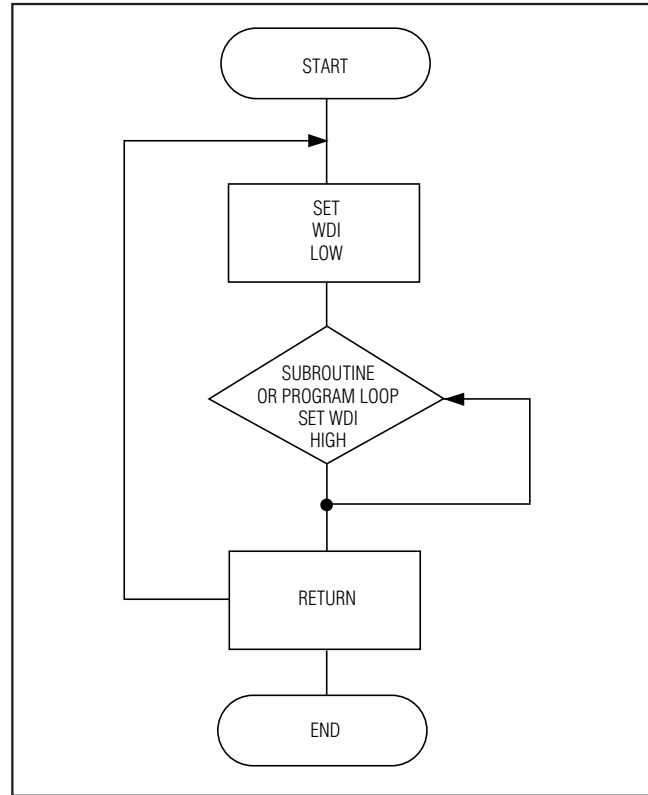 START
SET
WDI
LOW
SUBROUTINE
OR PROGRAM LOOP
SET WDI
HIGH
RETURN
END